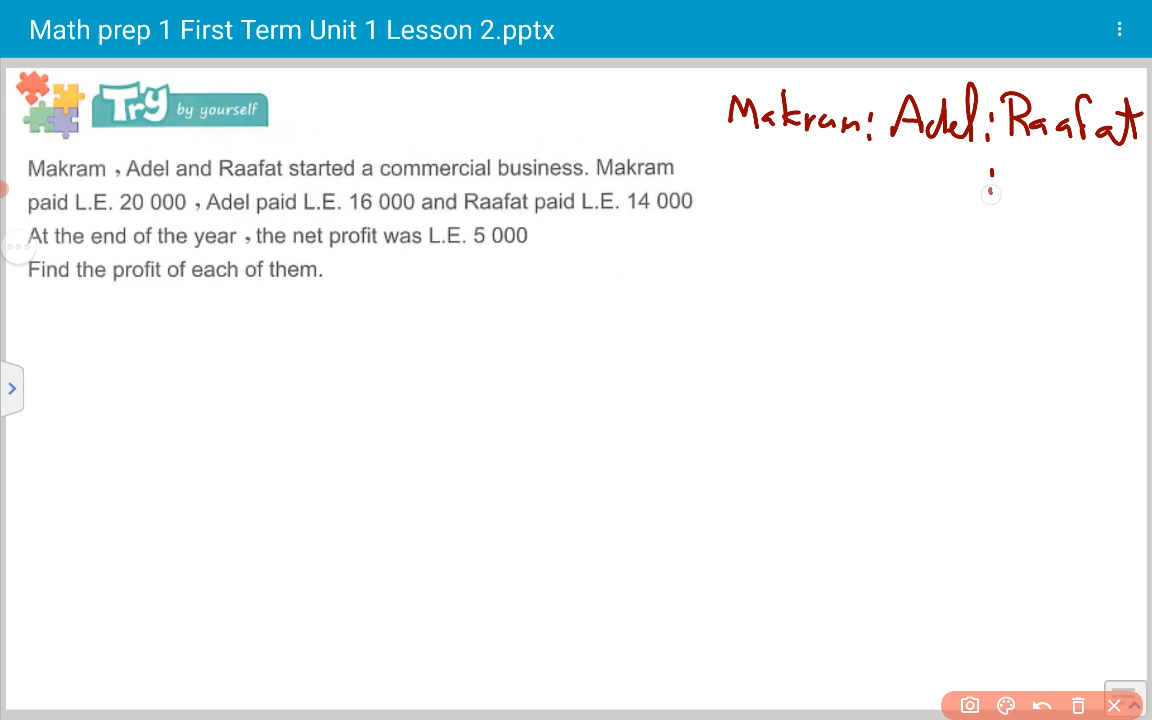 Math prep 1 First Term Unit 1 Lesson 2.pptx
Try by yourself
Makram : Adel : Raafat
:
Makram , Adel and Raafat started a commercial business. Makram
paid L.E. 20 000 , Adel paid L.E. 16 000 and Raafat paid L.E. 14 000
At the end of the year , the net profit was L.E. 5 000
Find the profit of each of them.